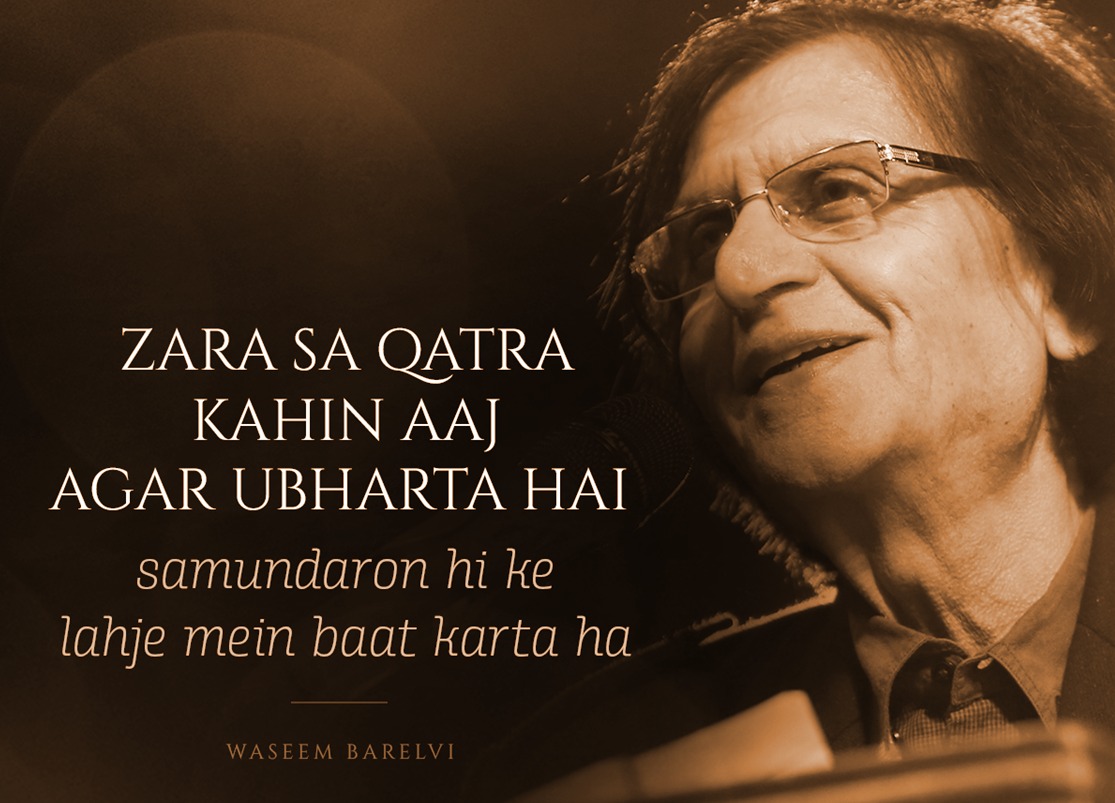 ZARA SA QATRA
KAHIN AAJ
AGAR UBHARTA HAI
samundaron hi ke
lahje mein baat karta ha
WASEEM BARELVI